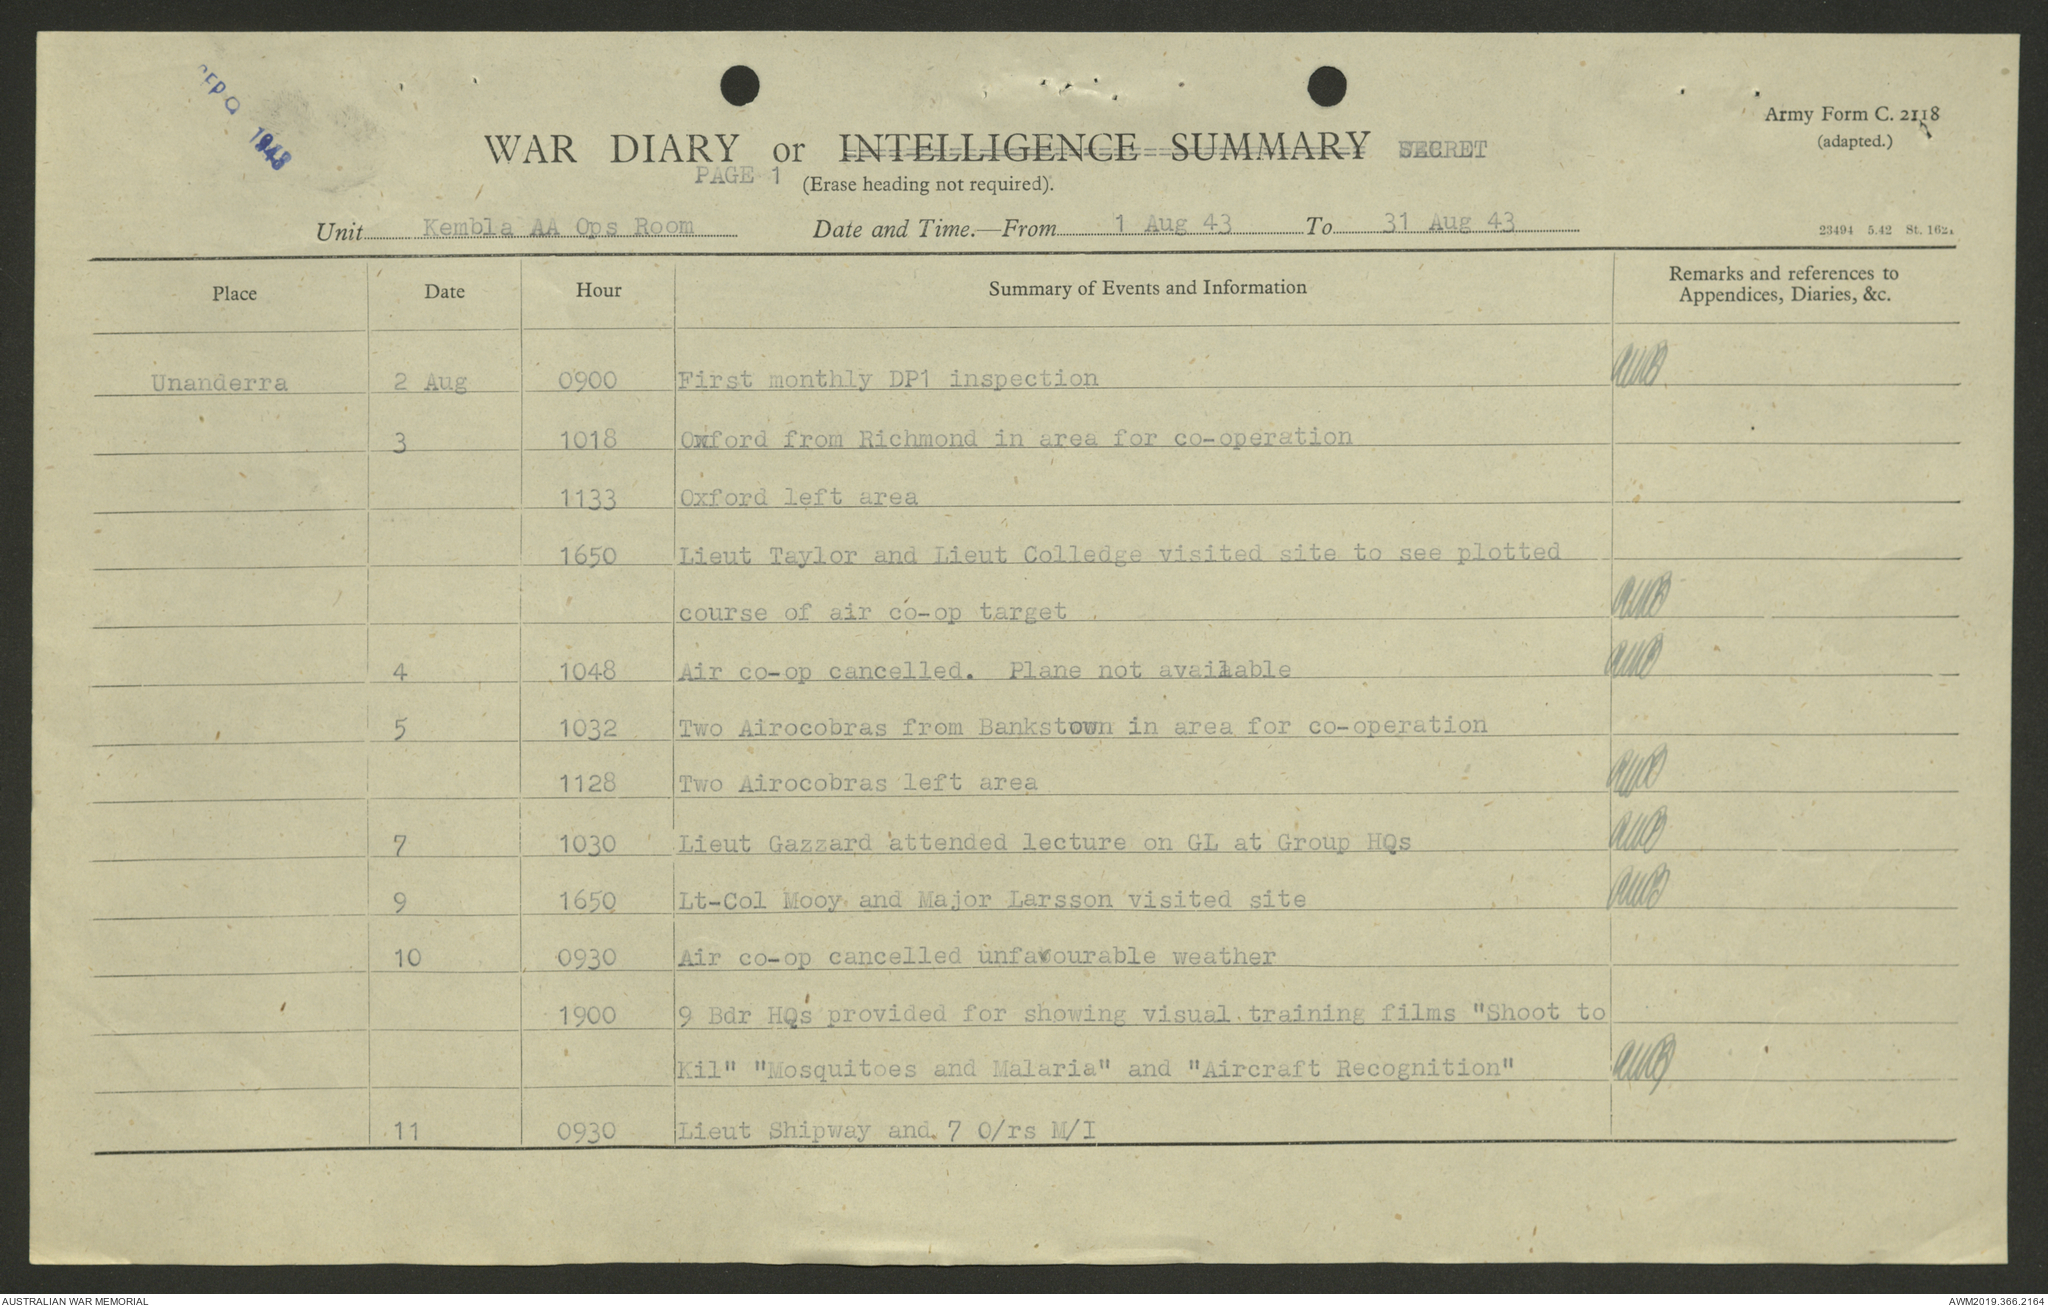 WAR DIARY or INTELLIGENCE SUMMARY SECRET
Army Form C. 2118
(adapted.)
PAGE 1
(Erase heading not required).
Unit Kembla AA Ops Room Date and Time.—From 1 Aug 43 To 31 Aug 43
23494 5.42 St. 1621
Place Date Hour Summary of Events and Information Remarks and references to
Appendices, Diaries, &c.
Unanderra 2 Aug 0900 First monthly DP1 inspection
3 1018 Oxford from Richmond in area for co-operation
1133 Oxford left area
1650 Lieut Taylor and Lieut Colledge visited site to see plotted
course of air co-op target
4 1048 Air co-op cancelled. Plane not available
5 1032 Two Airocobras from Bankstown in area for co-operation
1128 Two Airocobras left area
7 1030 Lieut Gazzard attended lecture on GL at Group HQs
9 1650 Lt-Col Mooy and Major Larsson visited site
10 0930 Air co-op cancelled unfavourable weather
1900 9 Bdr HQs provided for showing visual training films "Shoot to
Kil" "Mosquitoes and Malaria" and "Aircraft Recognition"
11 0930 Lieut Shipway and 7 O/rs M/I
AUSTRALIAN WAR MEMORIAL
AWM2019.366.2164